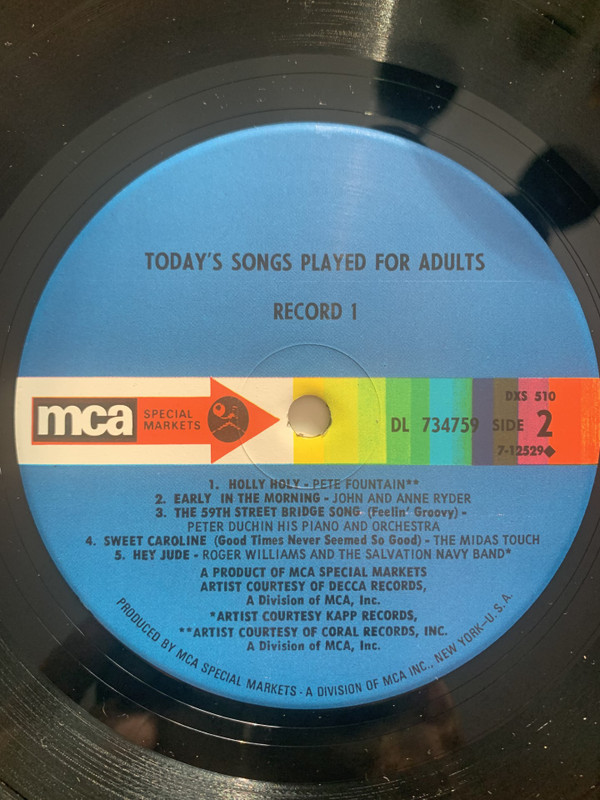 TODAY'S SONGS PLAYED FOR ADULTS
RECORD 1
mca SPECIAL MARKETS
DXS 510
DL 734759 SIDE 2
7-12529◆
1. HOLLY HOLY - PETE FOUNTAIN**
2. EARLY IN THE MORNING - JOHN AND ANNE RYDER
3. THE 59TH STREET BRIDGE SONG (Feelin' Groovy) -
PETER DUCHIN HIS PIANO AND ORCHESTRA
4. SWEET CAROLINE (Good Times Never Seemed So Good) - THE MIDAS TOUCH
5. HEY JUDE - ROGER WILLIAMS AND THE SALVATION NAVY BAND*
A PRODUCT OF MCA SPECIAL MARKETS
ARTIST COURTESY OF DECCA RECORDS,
A Division of MCA, Inc.
*ARTIST COURTESY KAPP RECORDS,
**ARTIST COURTESY OF CORAL RECORDS, INC.
A Division of MCA, Inc.
PRODUCED BY MCA SPECIAL MARKETS - A DIVISION OF MCA INC., NEW YORK-U.S.A.